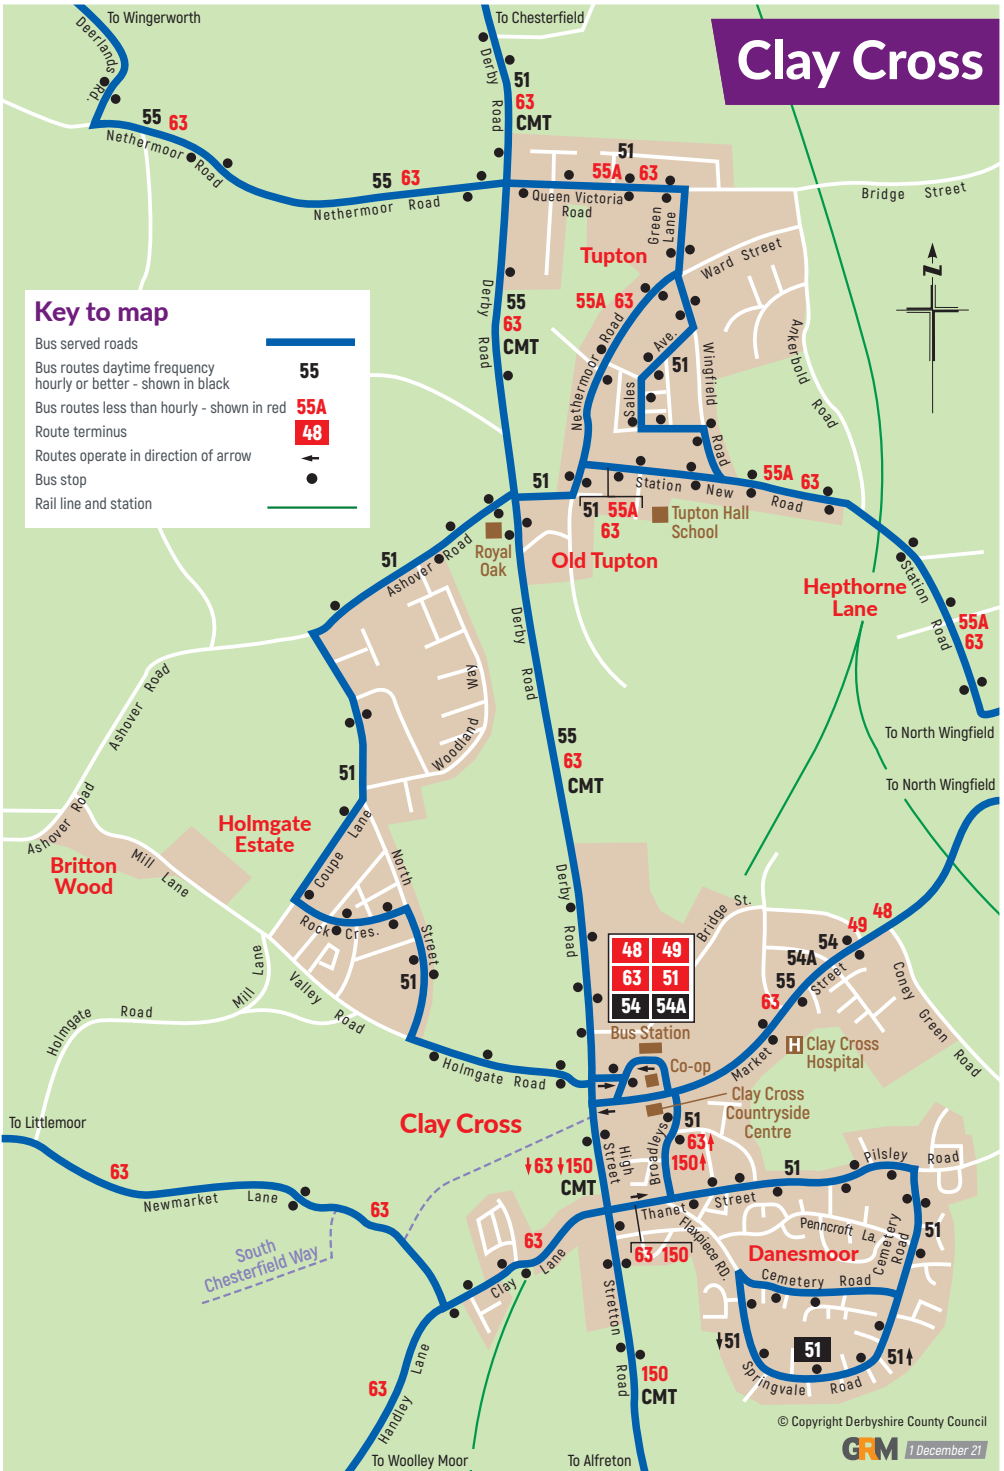 To Wingerworth
To Chesterfield
Clay Cross
Deerlands
Rd.
Derby
Road
51
63
CMT
55 63
Nethermoor
Road
55 63
Nethermoor Road
51
55A 63
Queen Victoria
Road
Green
Lane
Bridge Street
Tupton
Ward Street
Key to map
Bus served roads
Bus routes daytime frequency
hourly or better - shown in black
55
Bus routes less than hourly - shown in red
55A
Route terminus
48
Routes operate in direction of arrow
Bus stop
Rail line and station
Derby
Road
55
63
CMT
55A 63
Nethermoor Road
Sales
Ave.
51
Wingfield
Road
Ankerbold
Road
51
Station New
Road
55A 63
51 55A
63
Tupton Hall
School
Royal
Oak
Old Tupton
51
Ashover Road
Hepthorne
Lane
Station
Road
55A
63
To North Wingfield
Derby
Road
Way
Woodland
Ashover Road
55
63
CMT
51
To North Wingfield
Ashover Road
Holmgate
Estate
Coupe Lane
Britton
Wood
Mill Lane
North
Street
Rock Cres.
51
Derby
Road
Bridge St.
48 49
63 51
54 54A
Bus Station
49 48
54
54A
55
63
Market
Street
Coney
Green
Road
Mill Lane
Valley
Road
Holmgate Road
Holmgate Road
Co-op
H Clay Cross
Hospital
Clay Cross
Countryside
Centre
Clay Cross
To Littlemoor
63
Newmarket Lane
63
South
Chesterfield Way
63 150
CMT
High
Street
Broadleys
51
63
150
51
Pilsley Road
Thanet Street
Flaxpiece RD.
Penncroft La.
Cemetery
Road
51
Danesmoor
Cemetery Road
63
63 150
Clay Lane
Stretton
Road
51
51
51
Springvale Road
150
CMT
63
Handley Lane
To Woolley Moor
To Alfreton
© Copyright Derbyshire County Council
GRM
1 December 21